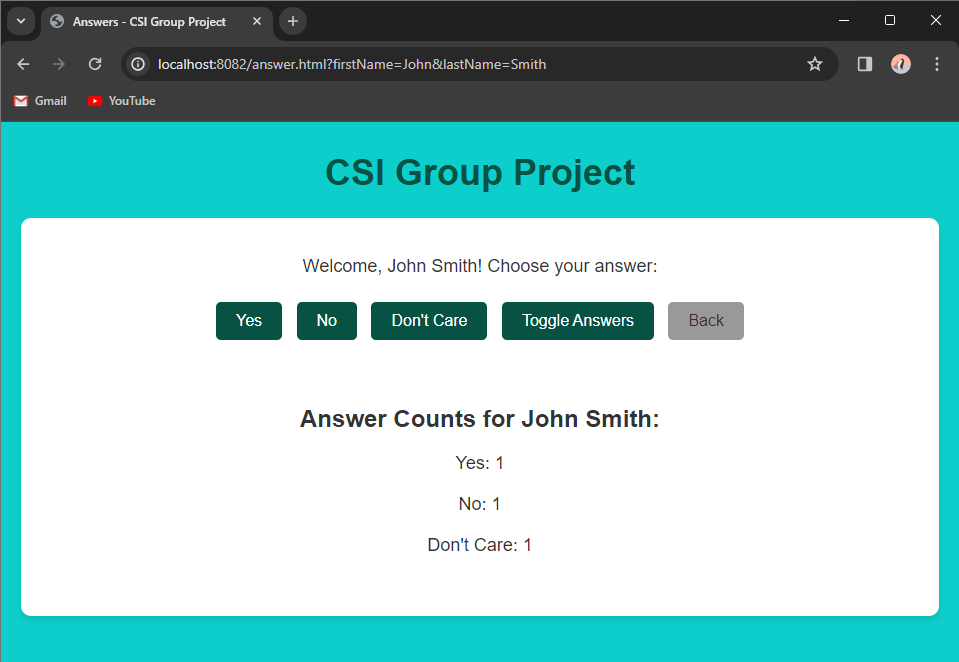 Answers - CSI Group Project
localhost:8082/answer.html?firstName=John&lastName=Smith
Gmail YouTube
CSI Group Project
Welcome, John Smith! Choose your answer:
Yes No Don't Care Toggle Answers Back
Answer Counts for John Smith:
Yes: 1
No: 1
Don't Care: 1